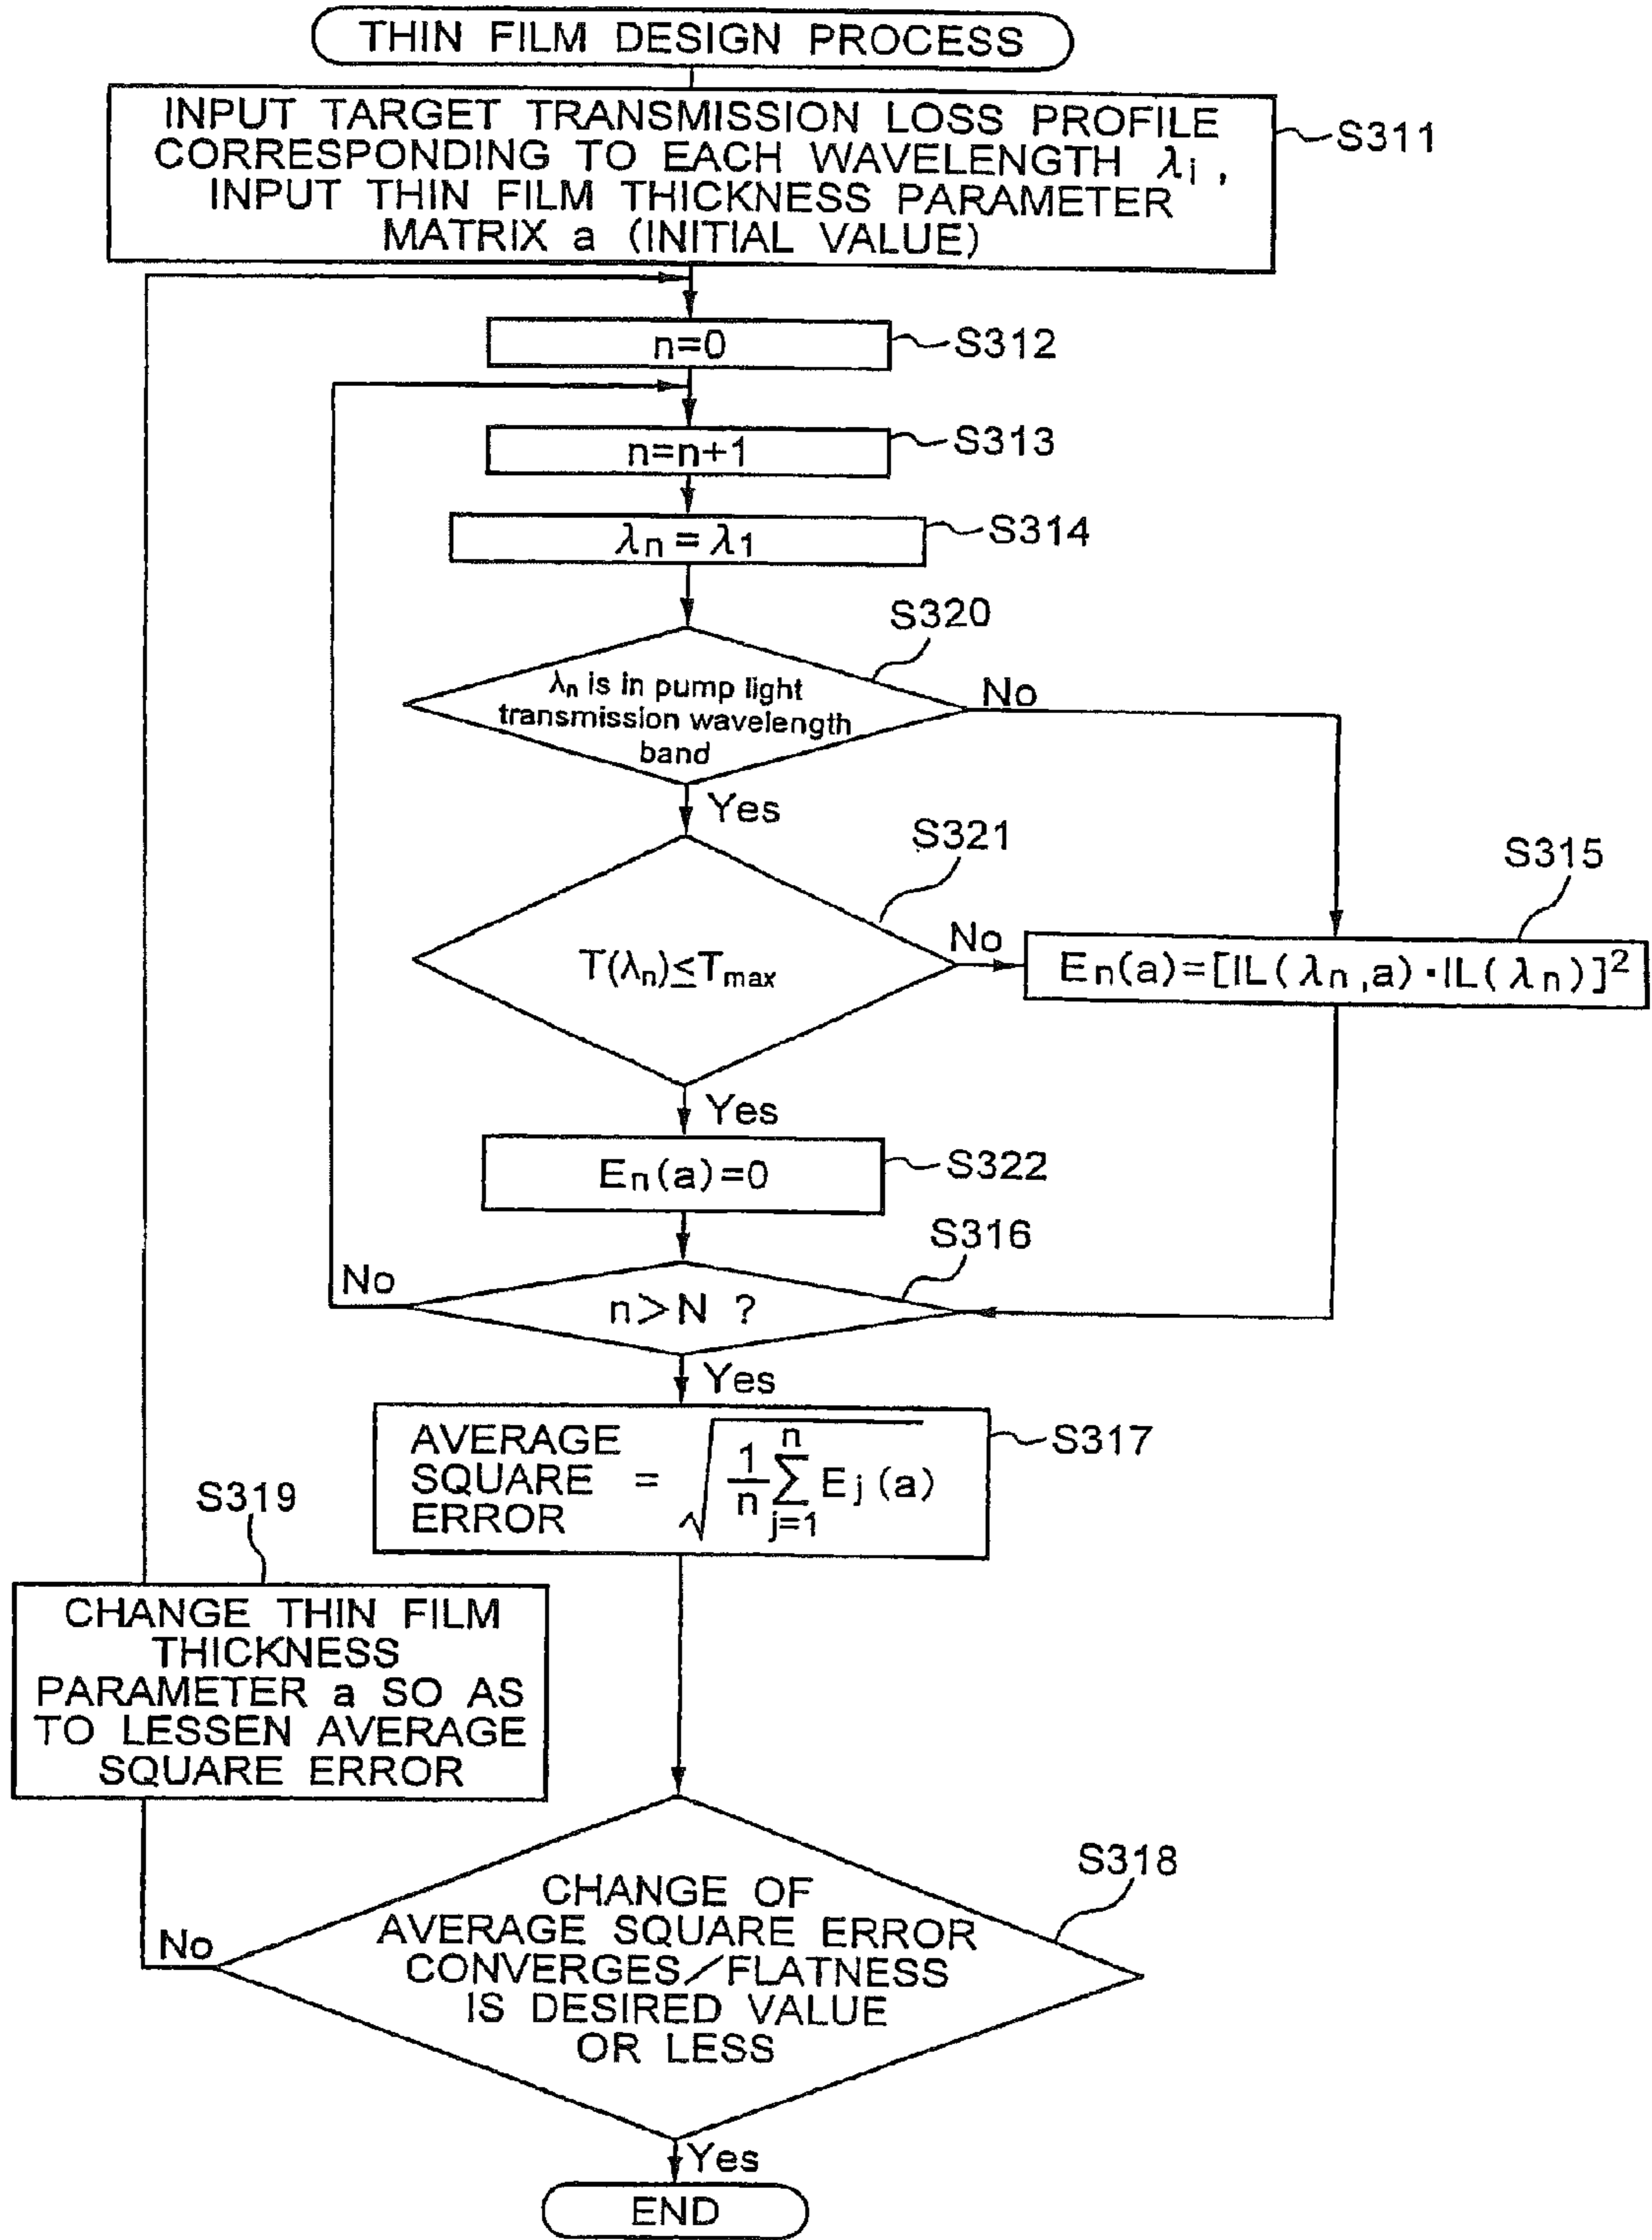 THIN FILM DESIGN PROCESS
INPUT TARGET TRANSMISSION LOSS PROFILE
CORRESPONDING TO EACH WAVELENGTH λi ,
INPUT THIN FILM THICKNESS PARAMETER
MATRIX a (INITIAL VALUE)
S311
n=0
S312
n=n+1
S313
λn = λ1
S314
S320
λn is in pump light
transmission wavelength
band
No
Yes
S321
T(λn)≤Tmax
No
S315
En(a)=[IL(λn,a)·IL(λn)]²
Yes
En(a)=0
S322
S316
n>N ?
No
Yes
AVERAGE
SQUARE
ERROR
= √ 1/n n Σ j=1 Ej(a)
S317
S319
CHANGE THIN FILM
THICKNESS
PARAMETER a SO AS
TO LESSEN AVERAGE
SQUARE ERROR
S318
CHANGE OF
AVERAGE SQUARE ERROR
CONVERGES/FLATNESS
IS DESIRED VALUE
OR LESS
No
Yes
END